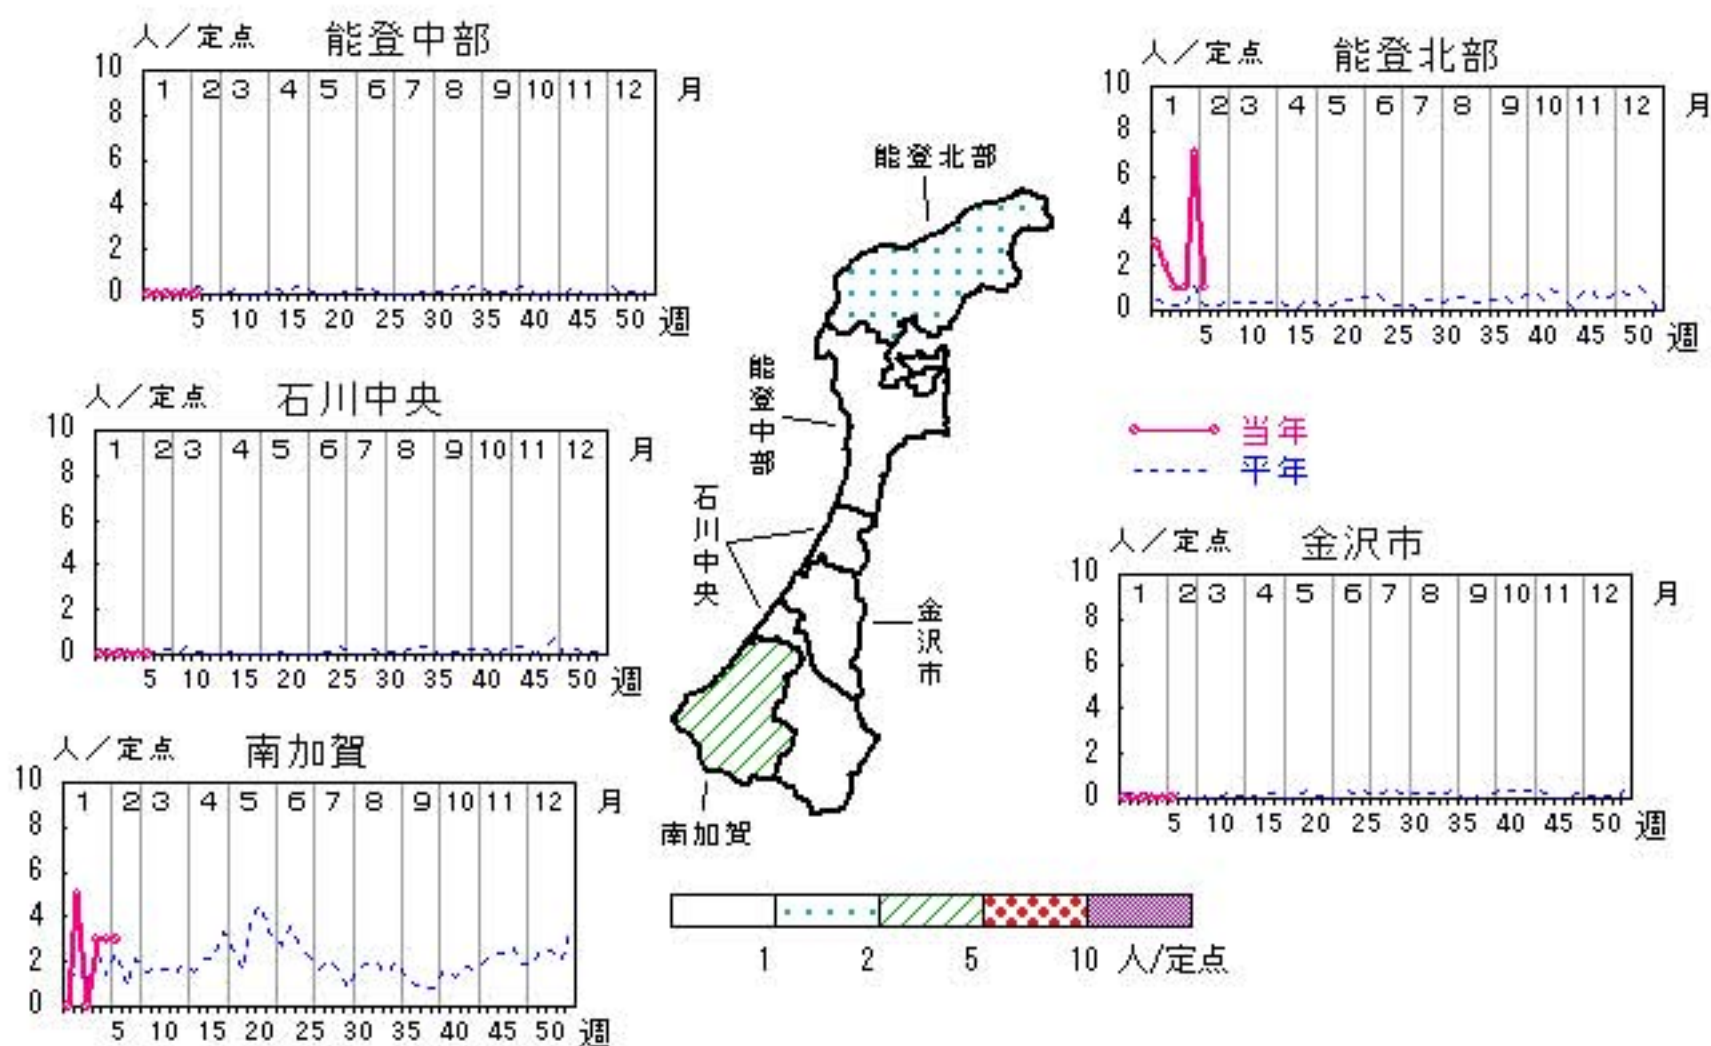 人／定点 能登中部
10 8 6 4 2 0
1 2 3 4 5 6 7 8 9 10 11 12 月
5 10 15 20 25 30 35 40 45 50 週
人／定点 能登北部
10 8 6 4 2 0
1 2 3 4 5 6 7 8 9 10 11 12 月
5 10 15 20 25 30 35 40 45 50 週
能登北部
能登中部
石川中央
金沢市
南加賀
人／定点 石川中央
10 8 6 4 2 0
1 2 3 4 5 6 7 8 9 10 11 12 月
5 10 15 20 25 30 35 40 45 50 週
当年
平年
人／定点 金沢市
10 8 6 4 2 0
1 2 3 4 5 6 7 8 9 10 11 12 月
5 10 15 20 25 30 35 40 45 50 週
人／定点 南加賀
10 8 6 4 2 0
1 2 3 4 5 6 7 8 9 10 11 12 月
5 10 15 20 25 30 35 40 45 50 週
1 2 5 10 人/定点